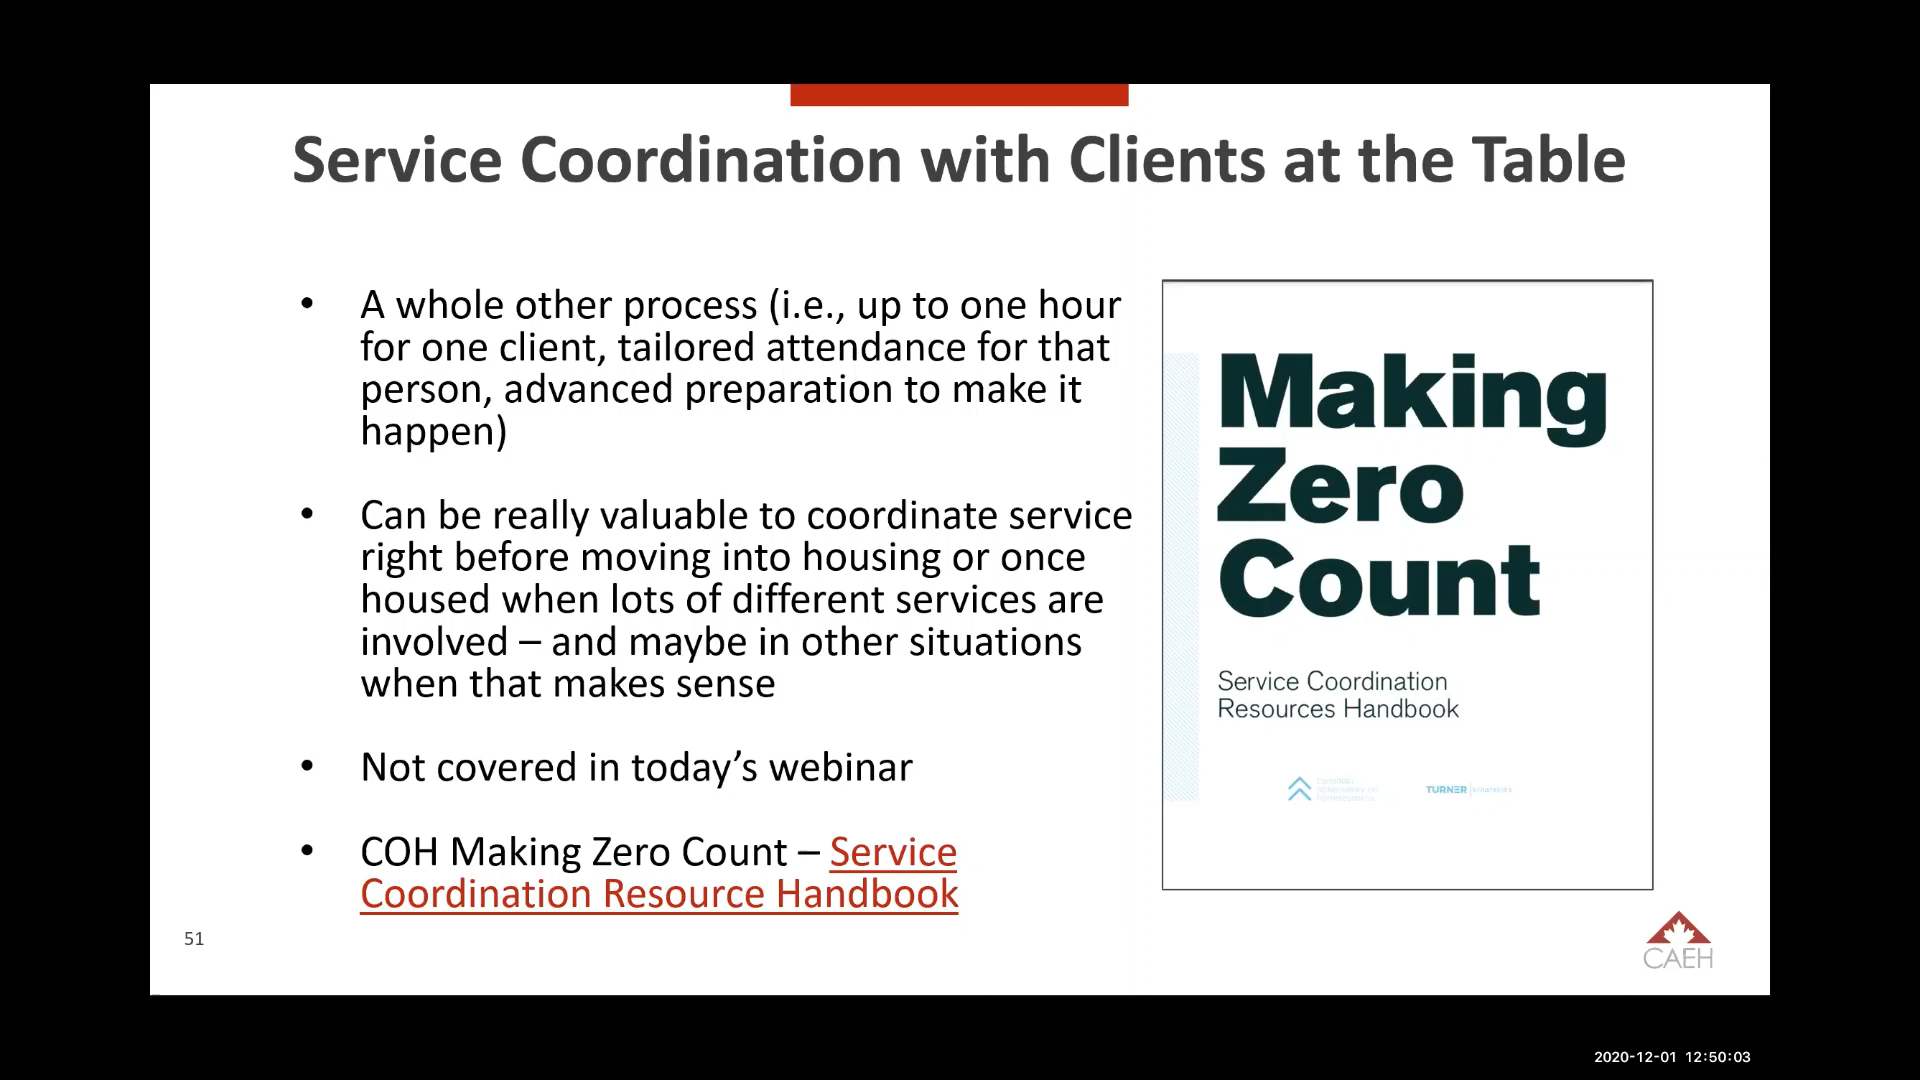 Service Coordination with Clients at the Table
• A whole other process (i.e., up to one hour
for one client, tailored attendance for that
person, advanced preparation to make it
happen)
• Can be really valuable to coordinate service
right before moving into housing or once
housed when lots of different services are
involved – and maybe in other situations
when that makes sense
• Not covered in today’s webinar
• COH Making Zero Count – Service
Coordination Resource Handbook
Making
Zero
Count
Service Coordination
Resources Handbook
TURNER
51
CAEH
2020-12-01 12:50:03